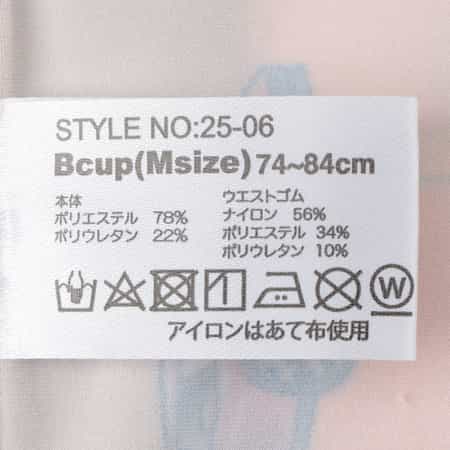 STYLE NO:25-06
Bcup(Msize) 74~84cm
本体
ポリエステル 78%
ポリウレタン 22%
ウエストゴム
ナイロン 56%
ポリエステル 34%
ポリウレタン 10%
W
アイロンはあて布使用